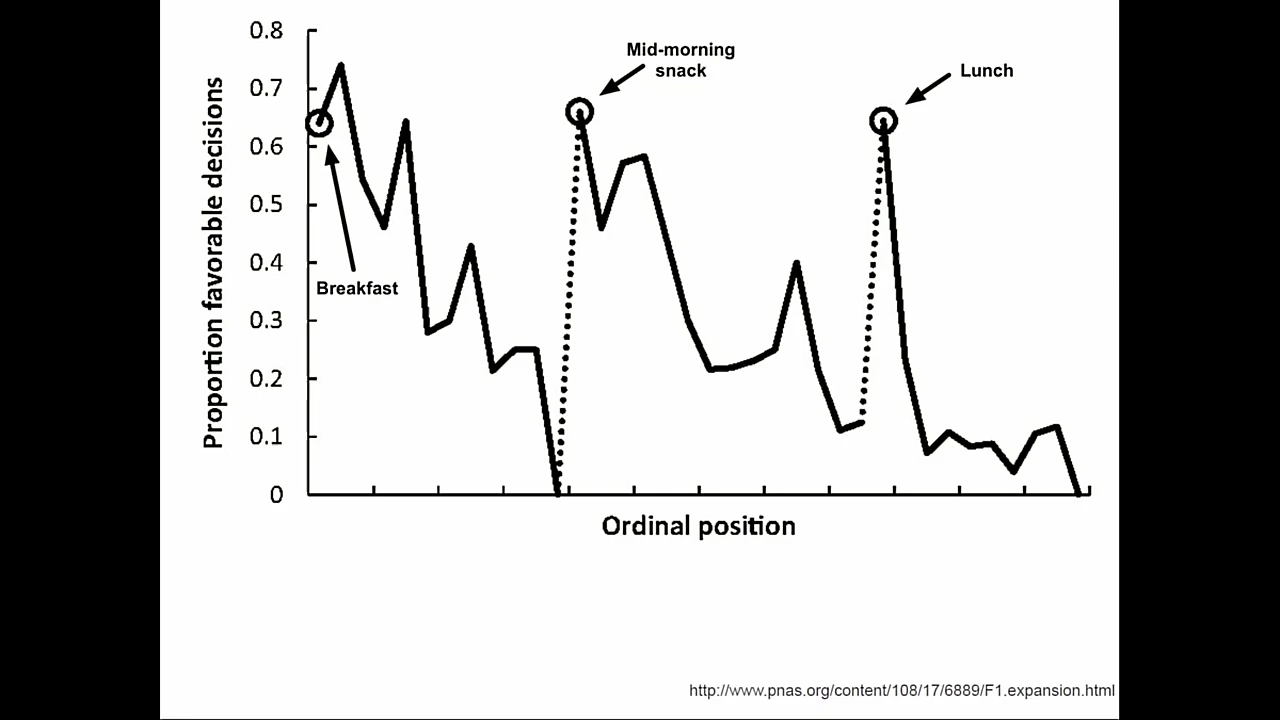 0.8
0.7
0.6
0.5
0.4
0.3
0.2
0.1
0
Proportion favorable decisions
Mid-morning
snack
Lunch
Breakfast
Ordinal position
http://www.pnas.org/content/108/17/6889/F1.expansion.html